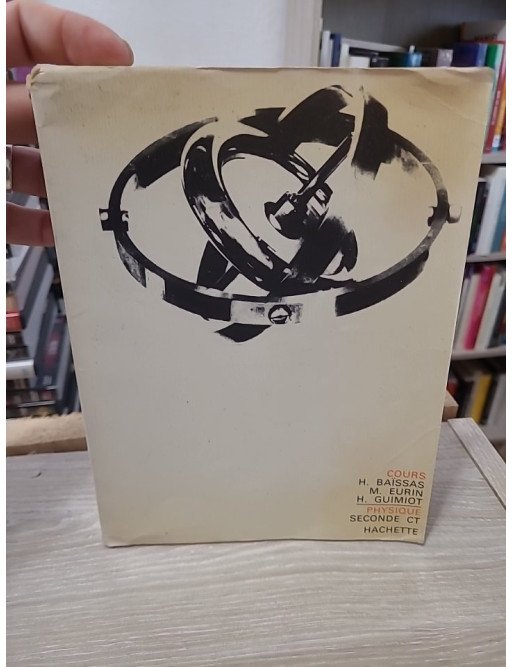 COURS
H. BAÏSSAS
M. EURIN
H. GUIMIOT
PHYSIQUE
SECONDE CT
HACHETTE